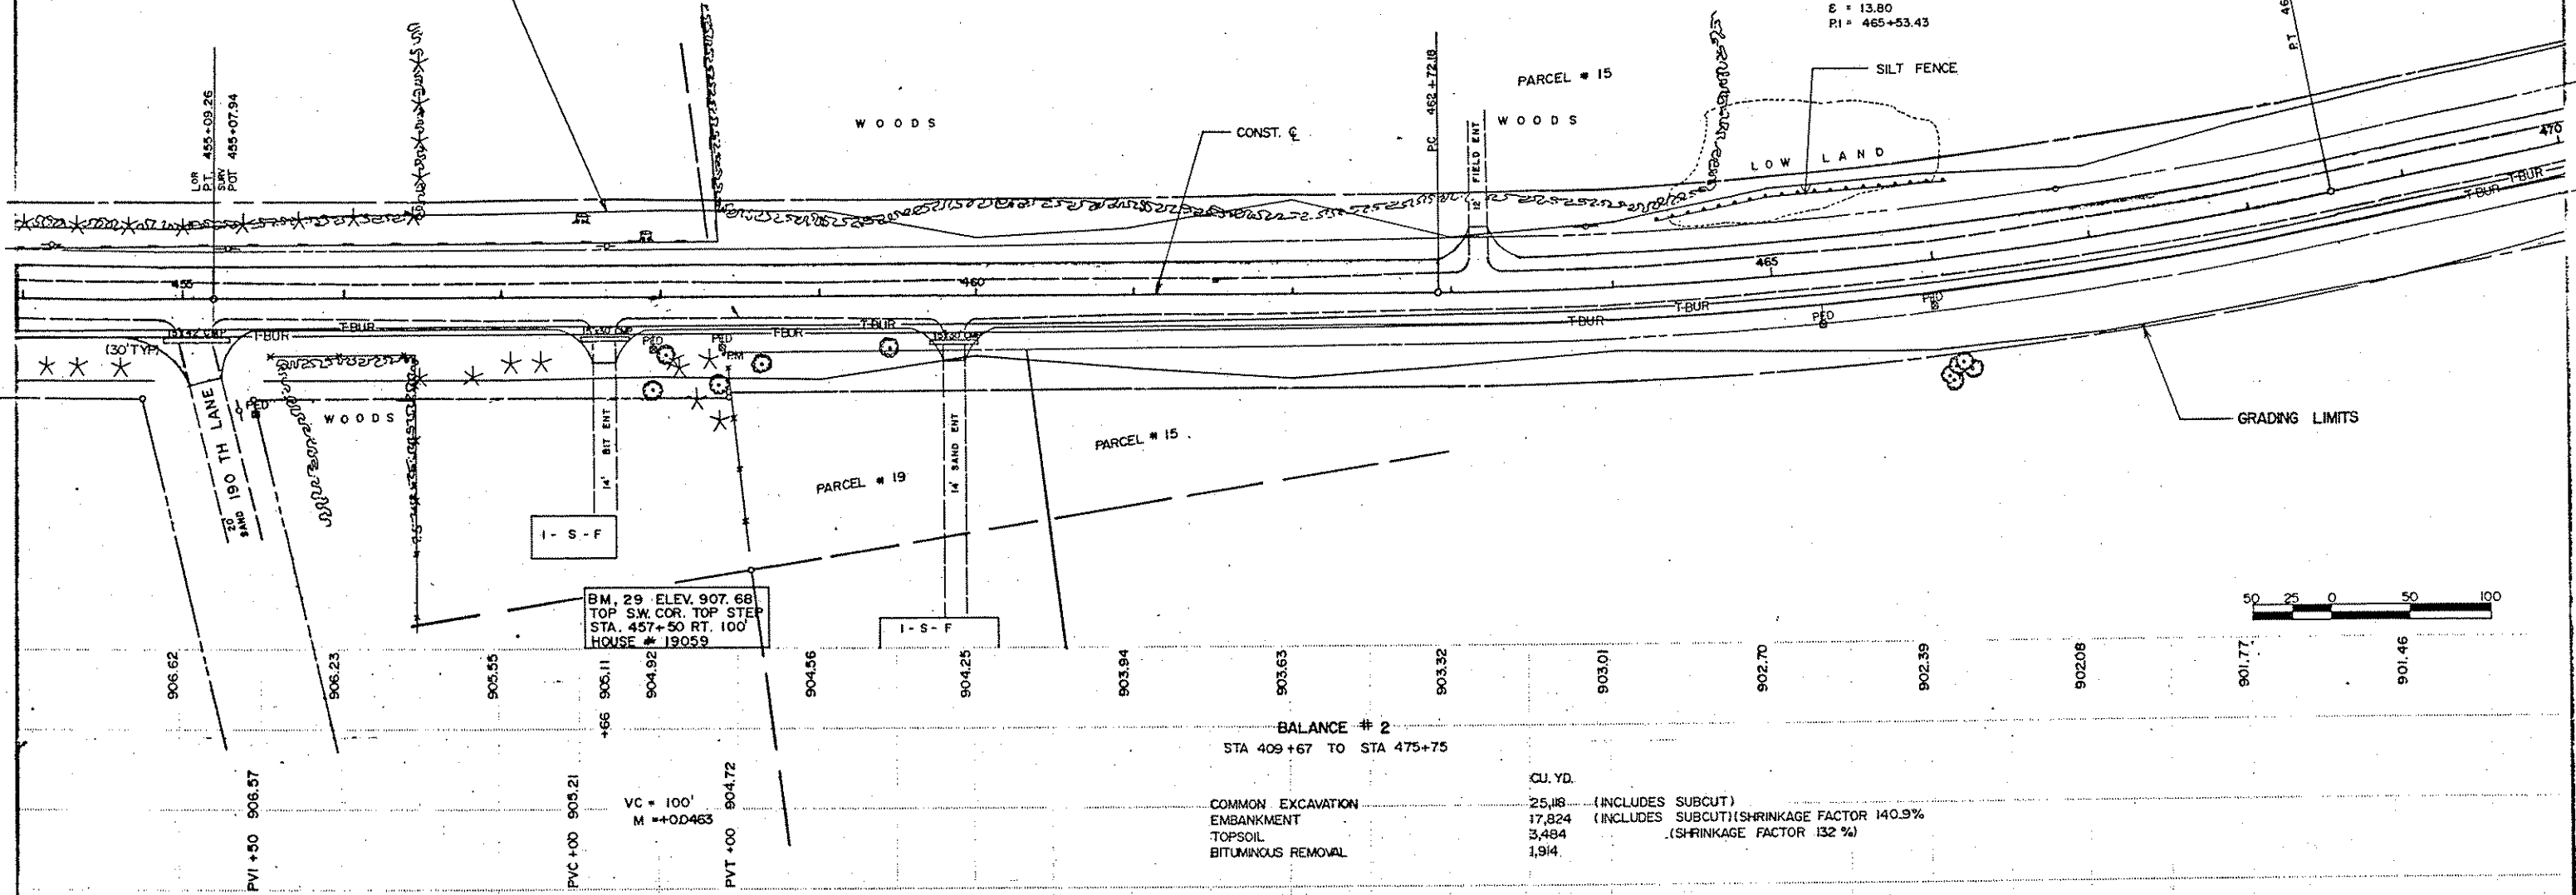 E = 13.80
P.I = 465+53.43
P.T
46
SILT FENCE
PARCEL # 15
WOODS
WOODS
CONST. ℄
P.C 462+72.18
12' FIELD ENT
LOW LAND
LOR
P.T. 455+09.26
SURV
POT 455+07.94
470
T-BUR
T-BUR
T-BUR
455
460
465
15x42 CMP
T-BUR
T-BUR
T-BUR
T-BUR
T-BUR
T-BUR
(30' TYP)
PED
PED
P.M
PED
PED
PED
WOODS
20'
SAND 190 TH LANE
14' BIT ENT
14' SAND ENT
PARCEL # 19
PARCEL # 15
GRADING LIMITS
1 - S - F
1 - S - F
BM, 29 ELEV. 907.68
TOP S.W. COR. TOP STEP
STA. 457+50 RT. 100'
HOUSE # 19059
50 25 0 50 100
906.62
906.23
905.55
905.11
904.92
904.56
904.25
903.94
903.63
903.32
903.01
902.70
902.39
902.08
901.77
901.46
+66
PVI +50 906.57
PVC +00 905.21
VC = 100'
M = +0.0463
PVT +00 904.72
BALANCE # 2
STA 409+67 TO STA 475+75
CU. YD.
COMMON EXCAVATION 25,118 (INCLUDES SUBCUT)
EMBANKMENT 17,824 (INCLUDES SUBCUT)(SHRINKAGE FACTOR 140.9%
TOPSOIL 3,484 (SHRINKAGE FACTOR 132 %)
BITUMINOUS REMOVAL 1,914